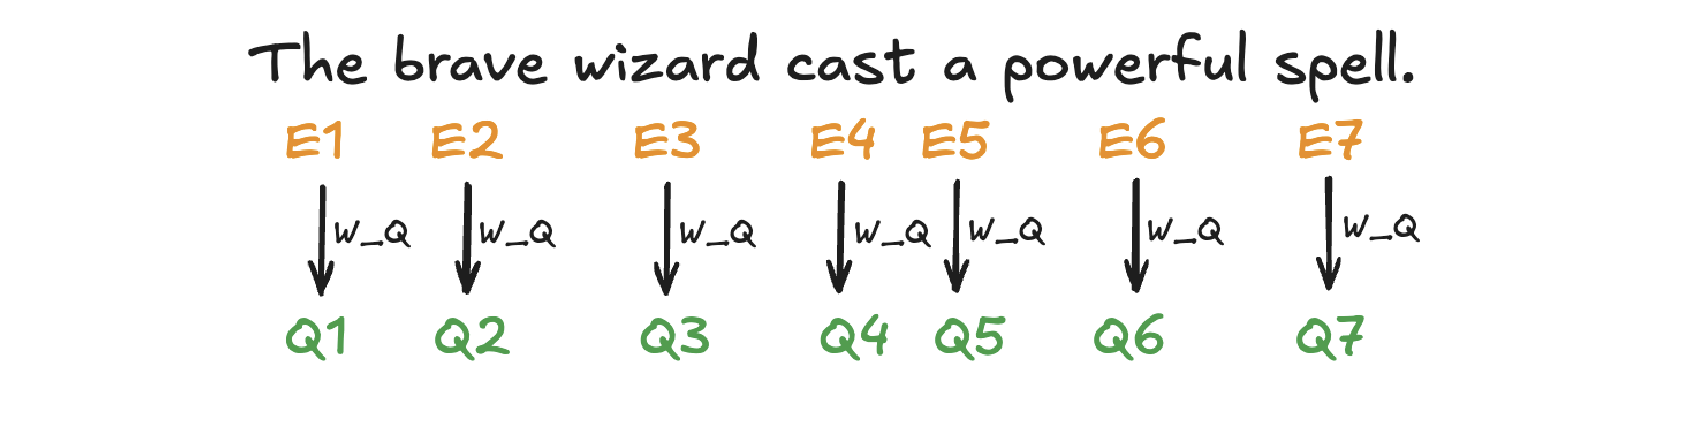 The brave wizard cast a powerful spell.
E1 E2 E3 E4 E5 E6 E7
W_Q W_Q W_Q W_Q W_Q W_Q W_Q
Q1 Q2 Q3 Q4 Q5 Q6 Q7